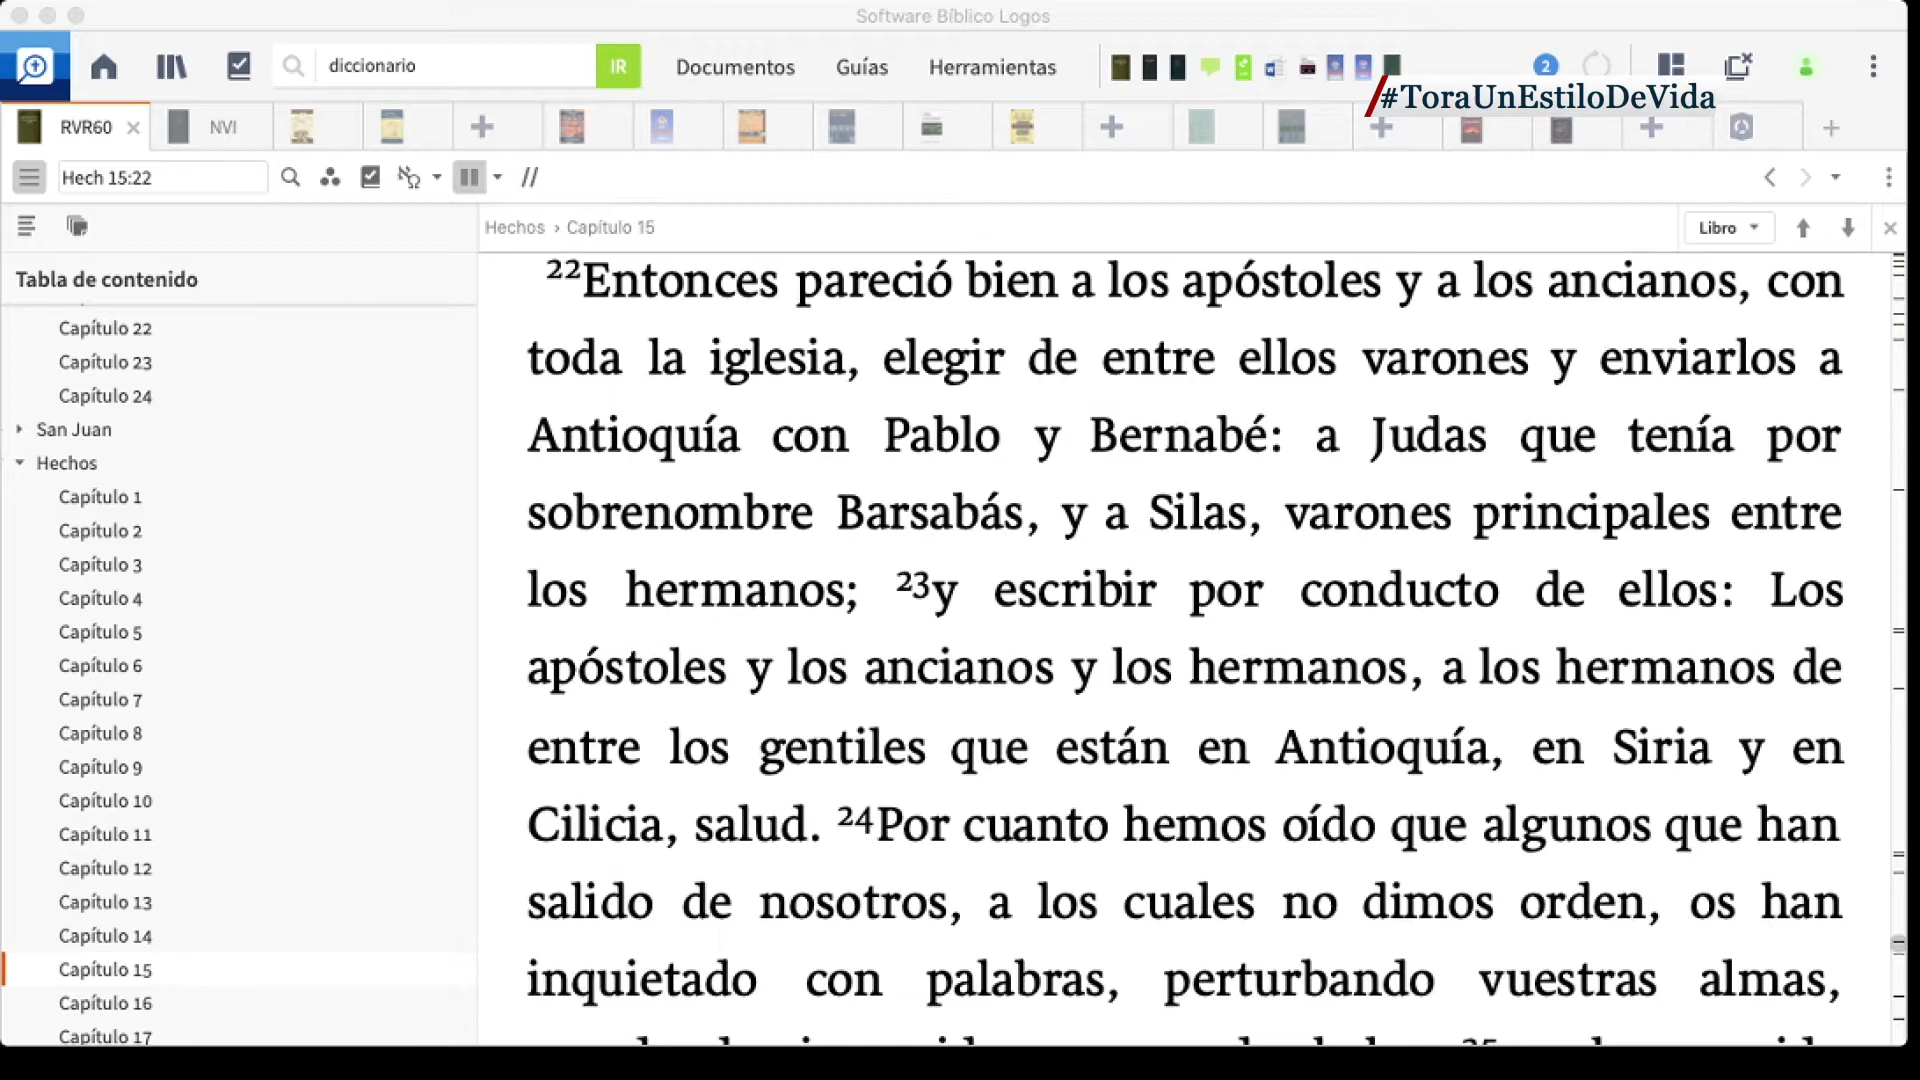 Software Bíblico Logos
diccionario
IR
Documentos
Guías
Herramientas
2
#ToraUnEstiloDeVida
RVR60
NVI
Hech 15:22
Hechos › Capítulo 15
Libro
Tabla de contenido
Capítulo 22
Capítulo 23
Capítulo 24
San Juan
Hechos
Capítulo 1
Capítulo 2
Capítulo 3
Capítulo 4
Capítulo 5
Capítulo 6
Capítulo 7
Capítulo 8
Capítulo 9
Capítulo 10
Capítulo 11
Capítulo 12
Capítulo 13
Capítulo 14
Capítulo 15
Capítulo 16
Capítulo 17
²²Entonces pareció bien a los apóstoles y a los ancianos, con
toda la iglesia, elegir de entre ellos varones y enviarlos a
Antioquía con Pablo y Bernabé: a Judas que tenía por
sobrenombre Barsabás, y a Silas, varones principales entre
los hermanos; ²³y escribir por conducto de ellos: Los
apóstoles y los ancianos y los hermanos, a los hermanos de
entre los gentiles que están en Antioquía, en Siria y en
Cilicia, salud. ²⁴Por cuanto hemos oído que algunos que han
salido de nosotros, a los cuales no dimos orden, os han
inquietado con palabras, perturbando vuestras almas,